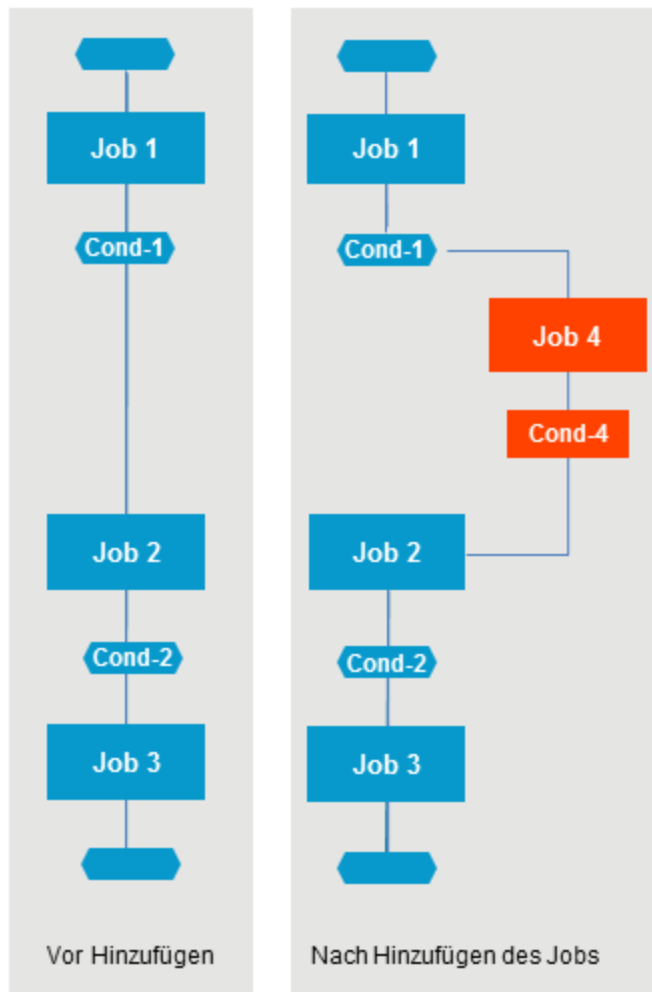 Job 1
Cond-1
Job 2
Cond-2
Job 3
Vor Hinzufügen
Job 1
Cond-1
Job 4
Cond-4
Job 2
Cond-2
Job 3
Nach Hinzufügen des Jobs